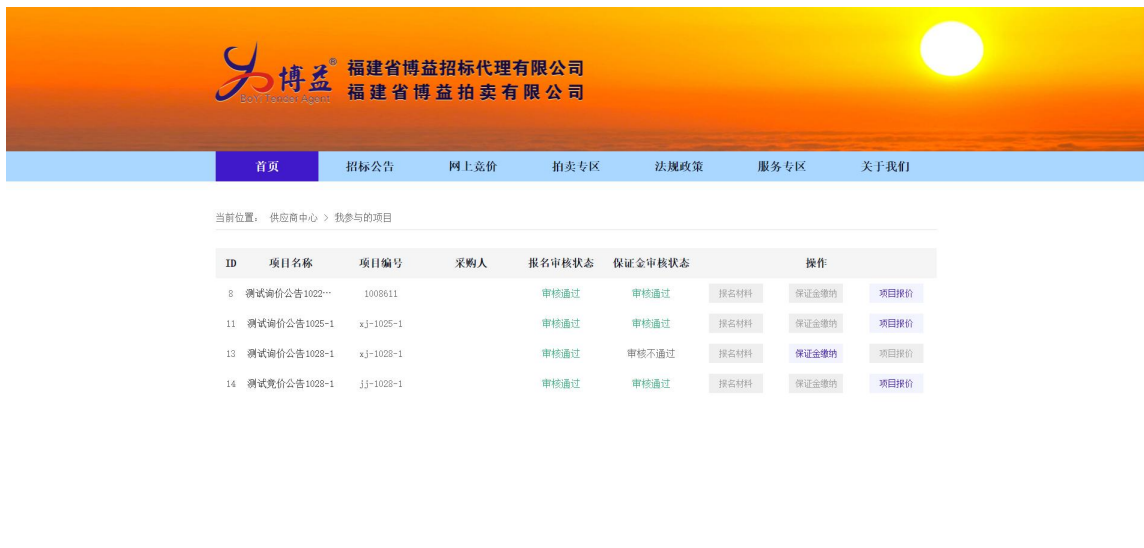 博益®
BoYi Tender Agent
福建省博益招标代理有限公司
福建省博益拍卖有限公司
首页 招标公告 网上竞价 拍卖专区 法规政策 服务专区 关于我们
当前位置： 供应商中心 > 我参与的项目
ID 项目名称 项目编号 采购人 报名审核状态 保证金审核状态 操作
8 测试询价公告1022… 1008611 审核通过 审核通过 报名材料 保证金缴纳 项目报价
11 测试询价公告1025-1 xj-1025-1 审核通过 审核通过 报名材料 保证金缴纳 项目报价
13 测试询价公告1028-1 xj-1028-1 审核通过 审核不通过 报名材料 保证金缴纳 项目报价
14 测试竞价公告1028-1 jj-1028-1 审核通过 审核通过 报名材料 保证金缴纳 项目报价